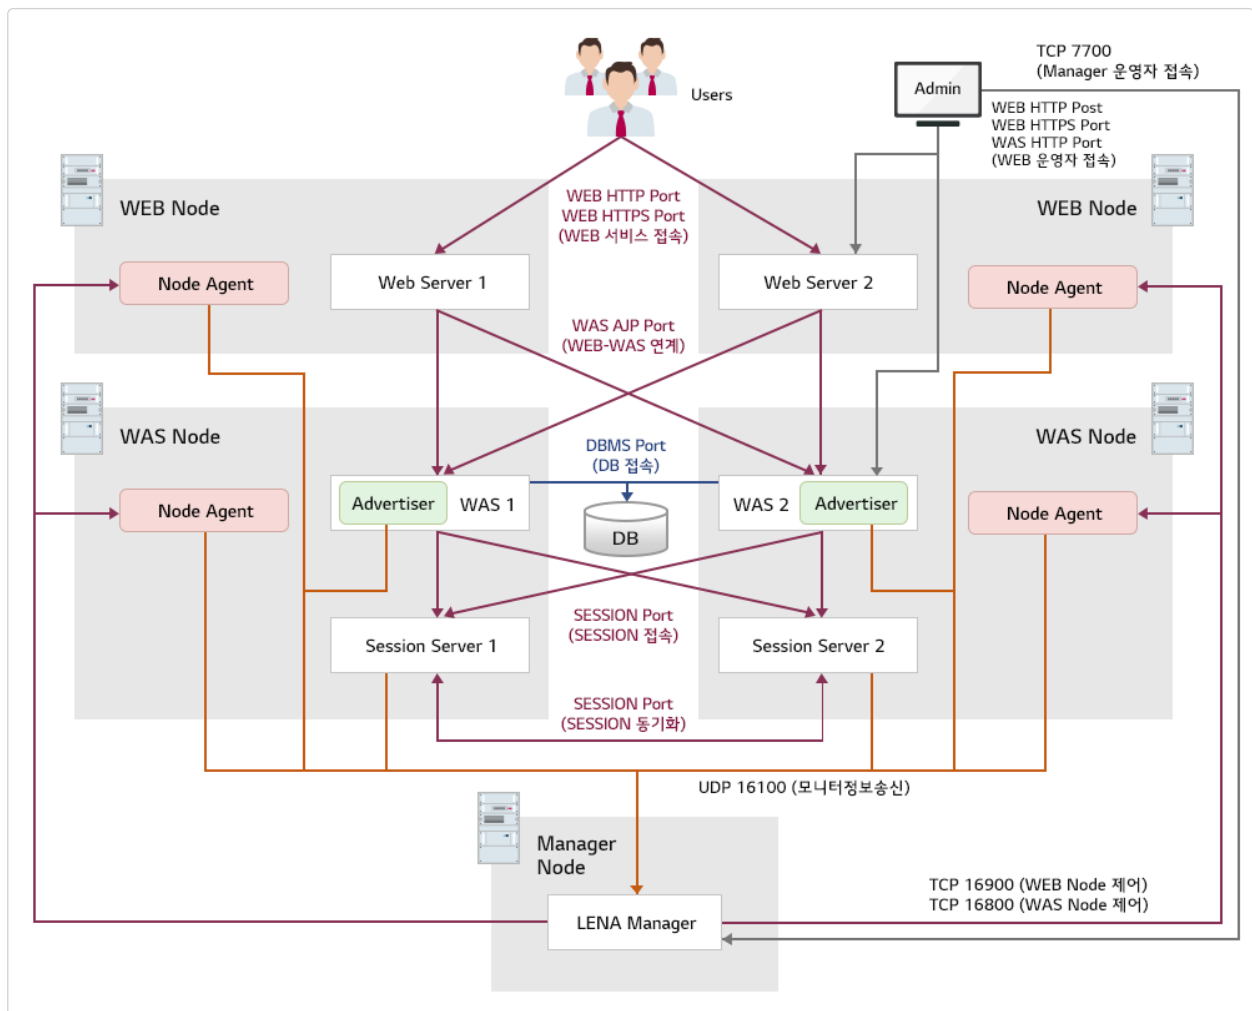 TCP 7700
(Manager 운영자 접속)
Admin
Users
WEB HTTP Post
WEB HTTPS Port
WAS HTTP Port
(WEB 운영자 접속)
WEB Node
WEB HTTP Port
WEB HTTPS Port
(WEB 서비스 접속)
WEB Node
Node Agent
Web Server 1
Web Server 2
Node Agent
WAS AJP Port
(WEB-WAS 연계)
WAS Node
WAS Node
DBMS Port
(DB 접속)
Node Agent
Advertiser
WAS 1
DB
WAS 2
Advertiser
Node Agent
SESSION Port
(SESSION 접속)
Session Server 1
Session Server 2
SESSION Port
(SESSION 동기화)
UDP 16100 (모니터정보송신)
Manager
Node
LENA Manager
TCP 16900 (WEB Node 제어)
TCP 16800 (WAS Node 제어)